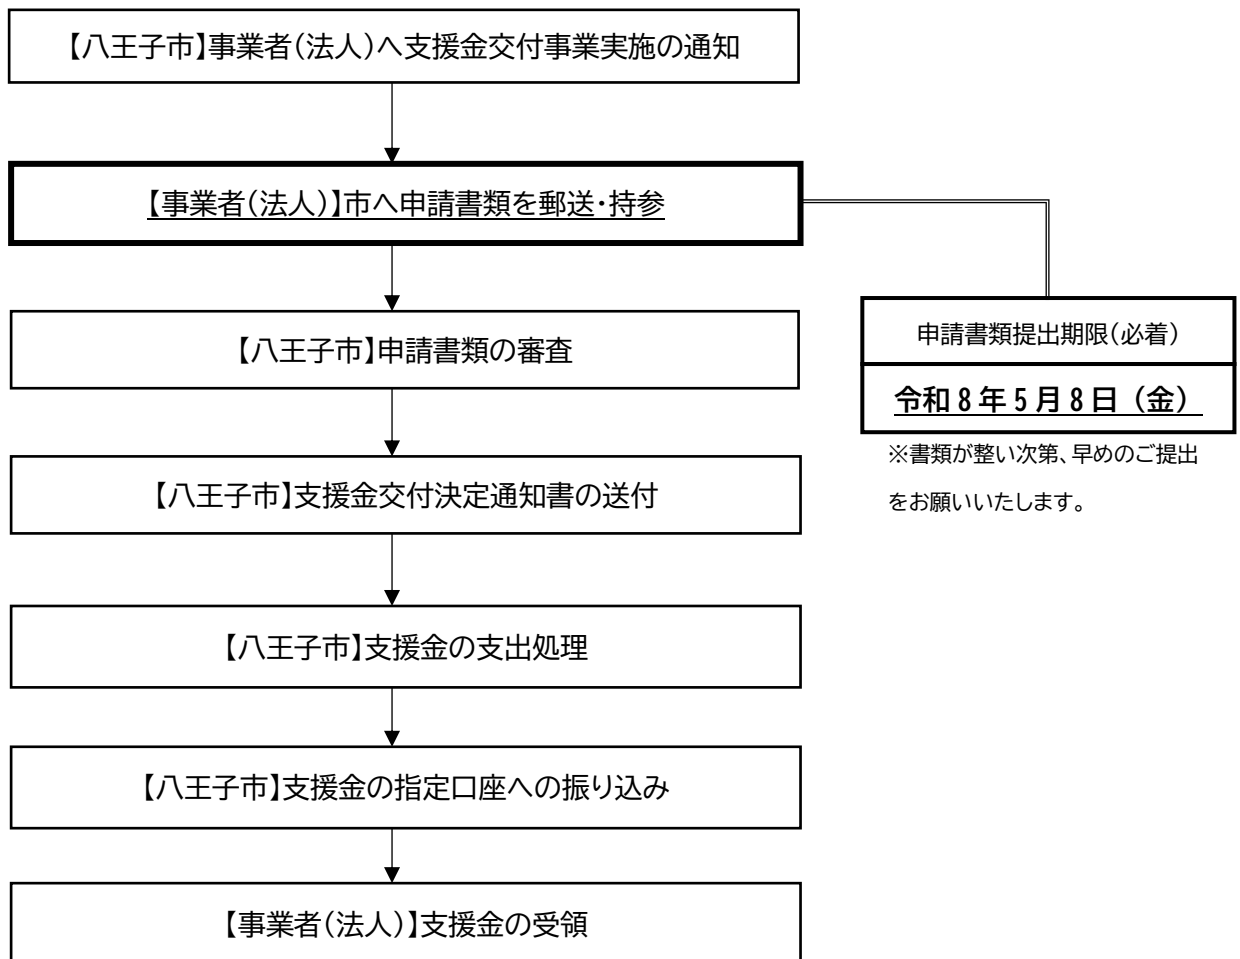 【八王子市】事業者(法人)へ支援金交付事業実施の通知
【事業者(法人)】市へ申請書類を郵送・持参
【八王子市】申請書類の審査
申請書類提出期限(必着)
令和8年5月8日（金）
※書類が整い次第、早めのご提出
をお願いいたします。
【八王子市】支援金交付決定通知書の送付
【八王子市】支援金の支出処理
【八王子市】支援金の指定口座への振り込み
【事業者(法人)】支援金の受領